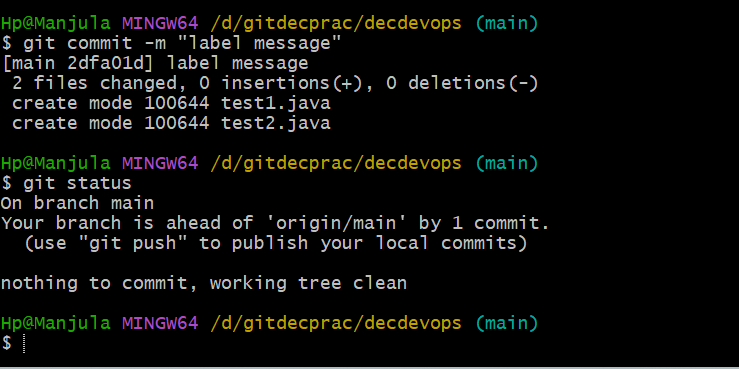 Hp@Manjula MINGW64 /d/gitdecprac/decdevops (main)
$ git commit -m "label message"
[main 2dfa01d] label message
 2 files changed, 0 insertions(+), 0 deletions(-)
 create mode 100644 test1.java
 create mode 100644 test2.java

Hp@Manjula MINGW64 /d/gitdecprac/decdevops (main)
$ git status
On branch main
Your branch is ahead of 'origin/main' by 1 commit.
  (use "git push" to publish your local commits)

nothing to commit, working tree clean

Hp@Manjula MINGW64 /d/gitdecprac/decdevops (main)
$